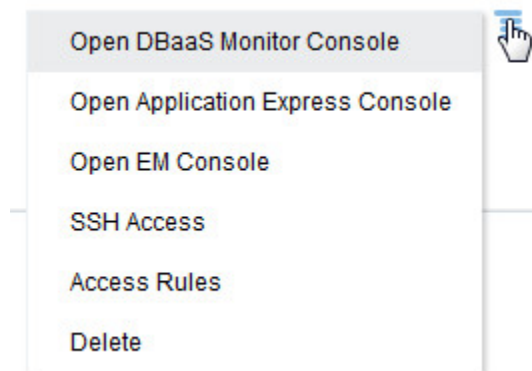 Open DBaaS Monitor Console
Open Application Express Console
Open EM Console
SSH Access
Access Rules
Delete